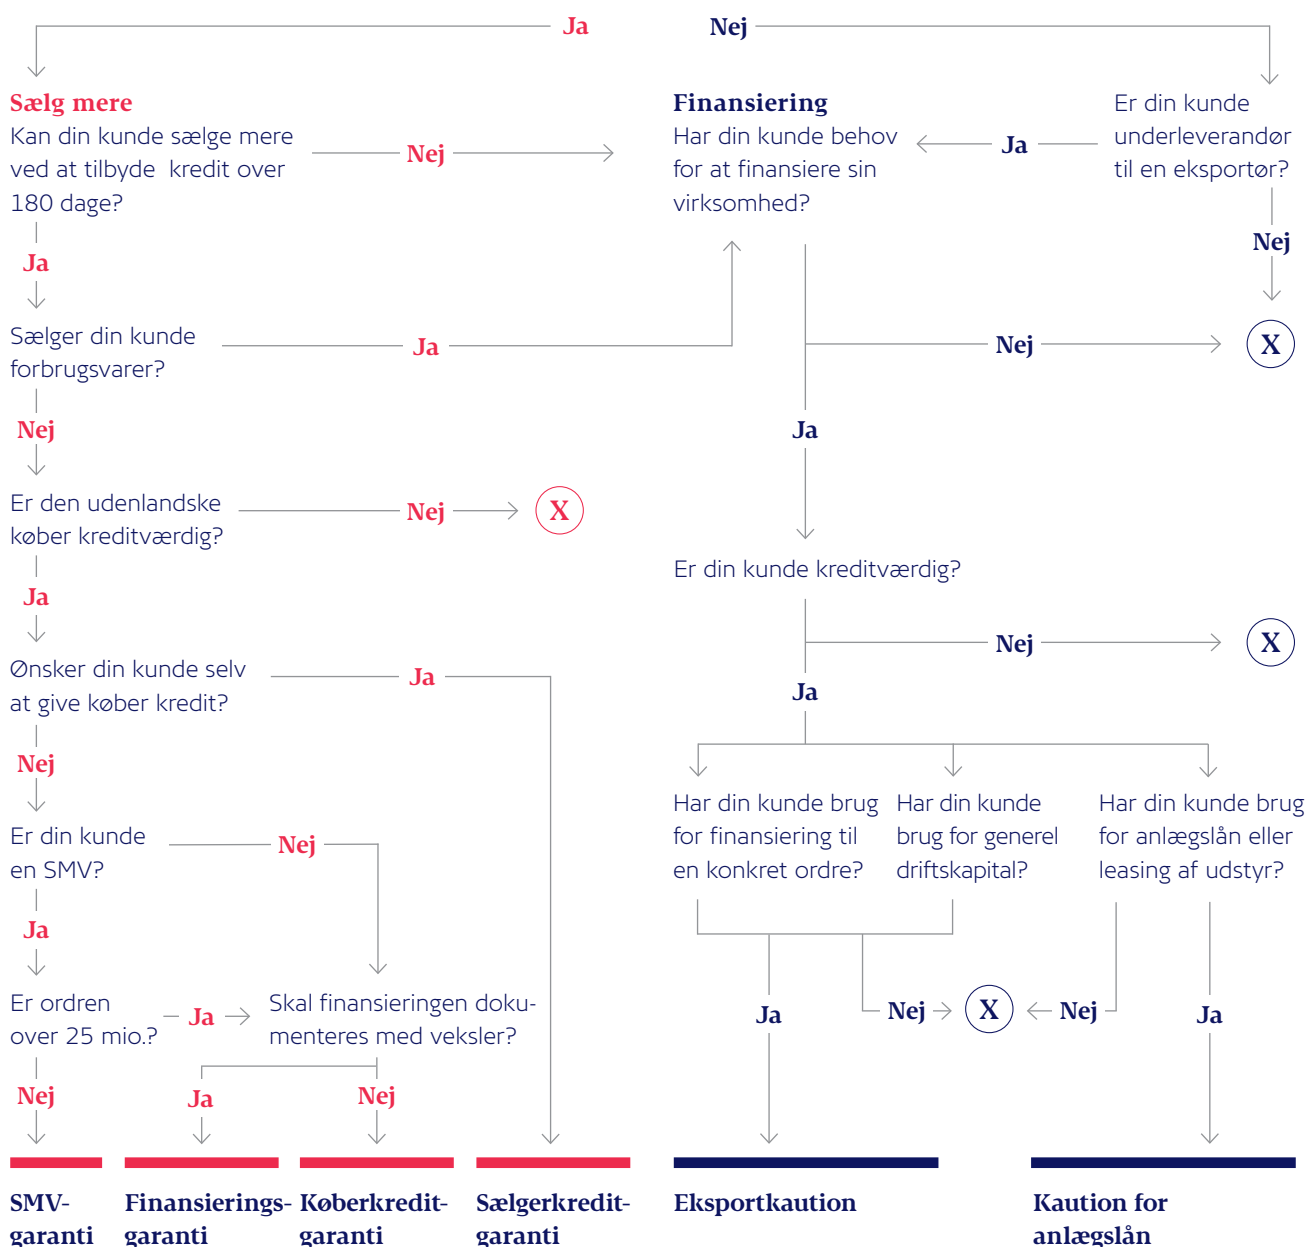 Ja
Nej
Sælg mere
Kan din kunde sælge mere
ved at tilbyde kredit over
180 dage?
Nej
Finansiering
Har din kunde behov
for at finansiere sin
virksomhed?
Ja
Er din kunde
underleverandør
til en eksportør?
Ja
Nej
Sælger din kunde
forbrugsvarer?
Ja
Nej
X
Nej
Ja
Er den udenlandske
køber kreditværdig?
Nej
X
Er din kunde kreditværdig?
Ja
Nej
X
Ønsker din kunde selv
at give køber kredit?
Ja
Ja
Nej
Har din kunde brug
for finansiering til
en konkret ordre?
Har din kunde
brug for generel
driftskapital?
Har din kunde brug
for anlægslån eller
leasing af udstyr?
Er din kunde
en SMV?
Nej
Ja
Er ordren
over 25 mio.?
Ja
Skal finansieringen doku-
menteres med veksler?
Ja
Nej
X
Nej
Ja
Nej
Ja
Nej
SMV-
garanti
Finansierings-
garanti
Køberkredit-
garanti
Sælgerkredit-
garanti
Eksportkaution
Kaution for
anlægslån